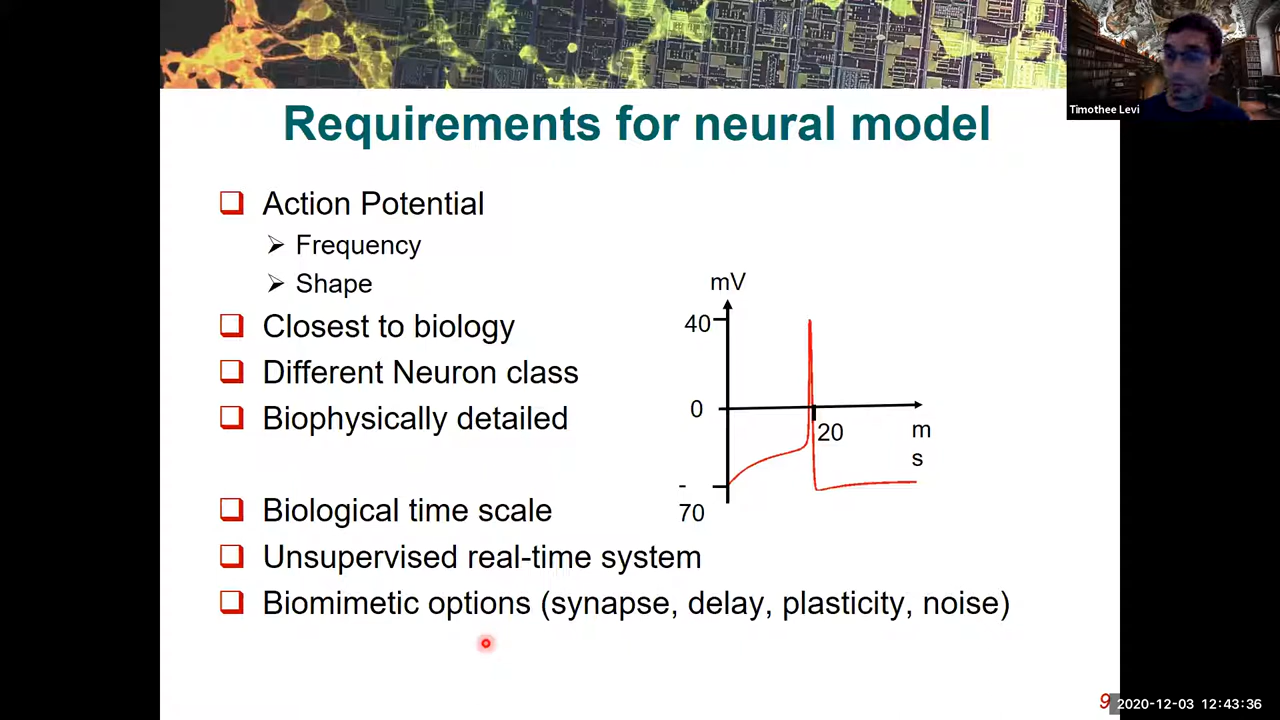 Timothee Levi
Requirements for neural model
Action Potential
Frequency
Shape
Closest to biology
Different Neuron class
Biophysically detailed
Biological time scale
Unsupervised real-time system
Biomimetic options (synapse, delay, plasticity, noise)
mV
40
0
20
m
s
-
70
9
2020-12-03 12:43:36